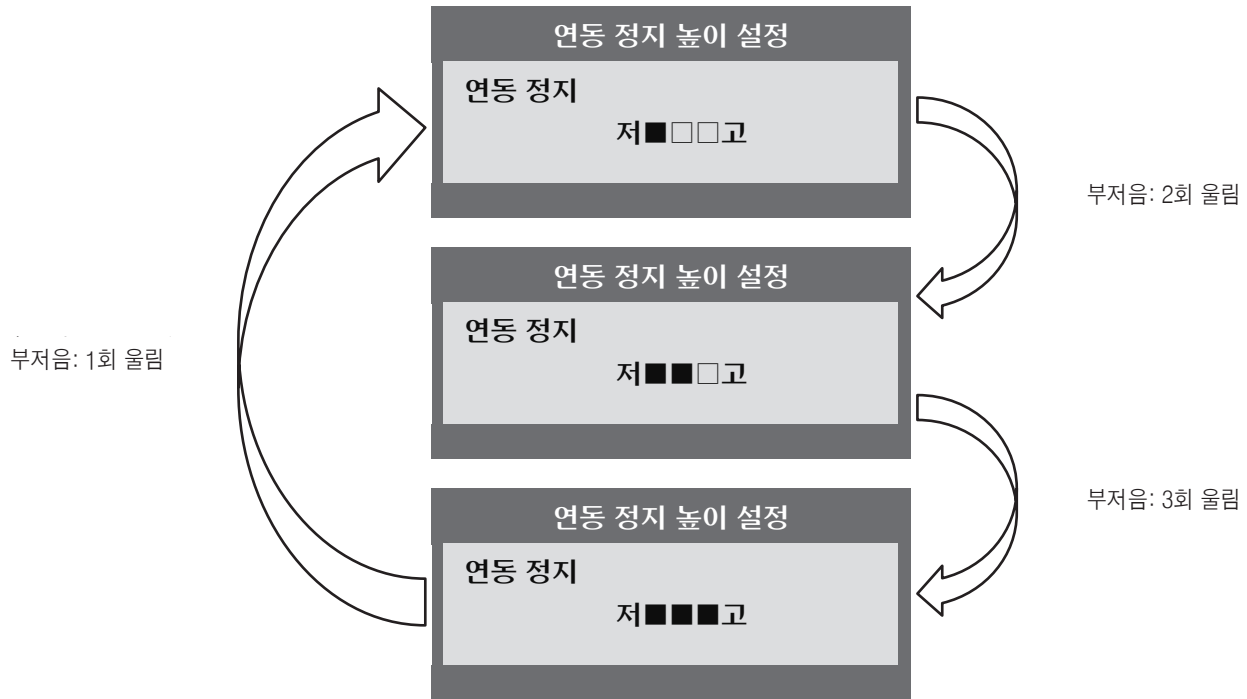 연동 정지 높이 설정
연동 정지
저■□□고
부저음: 2회 울림
연동 정지 높이 설정
연동 정지
저■■□고
부저음: 1회 울림
연동 정지 높이 설정
연동 정지
저■■■고
부저음: 3회 울림